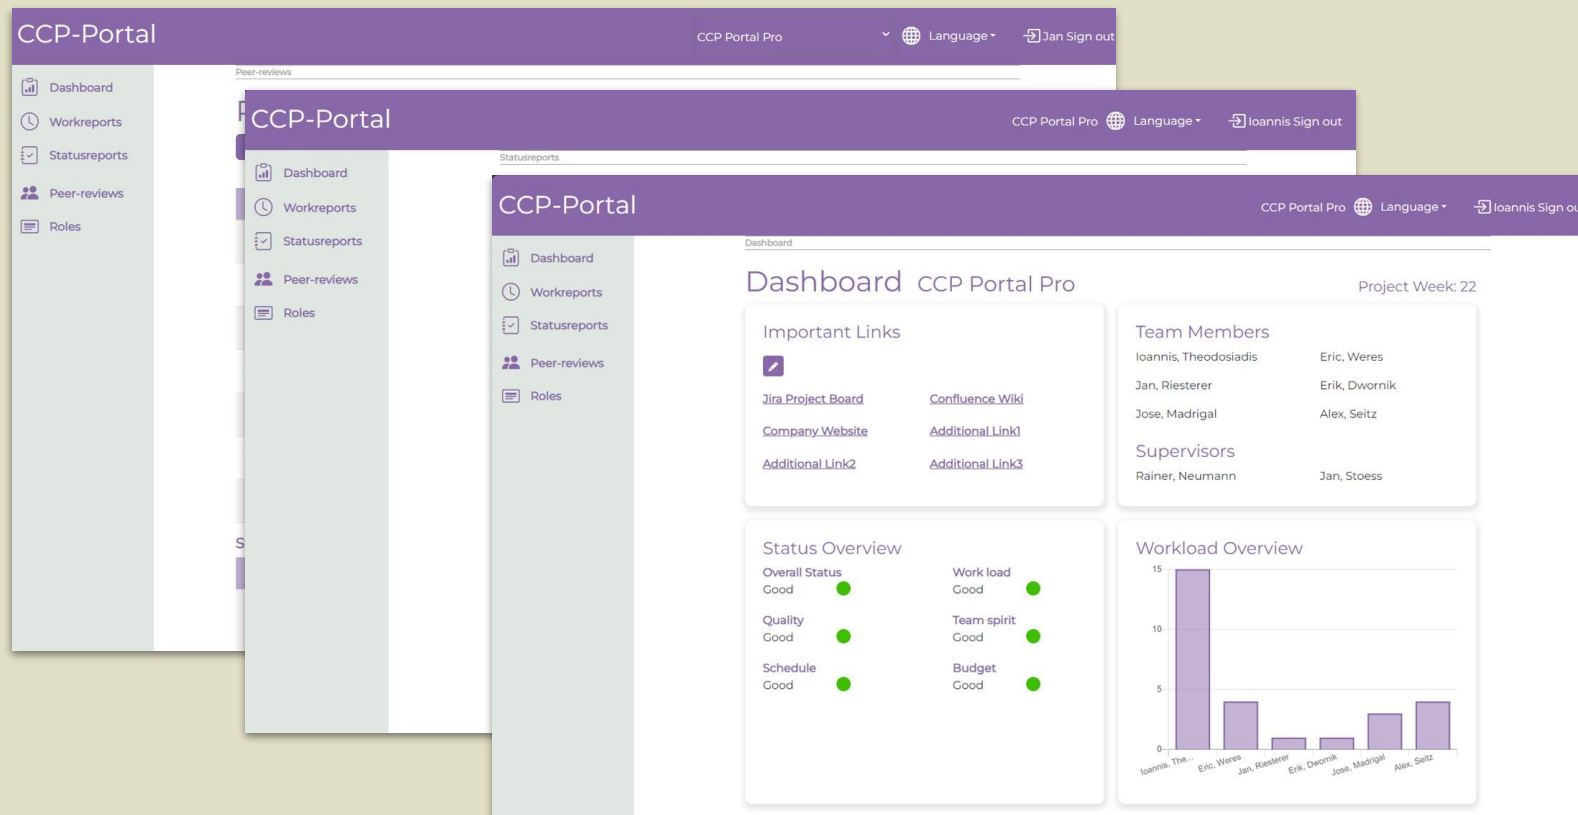 CCP-Portal
CCP Portal Pro
Language
Jan Sign out
Dashboard
Workreports
Statusreports
Peer-reviews
Roles
Peer-reviews
CCP-Portal
CCP Portal Pro
Language
Ioannis Sign out
Dashboard
Workreports
Statusreports
Peer-reviews
Roles
Statusreports
CCP-Portal
CCP Portal Pro
Language
Ioannis Sign
Dashboard
Workreports
Statusreports
Peer-reviews
Roles
Dashboard
Dashboard CCP Portal Pro
Project Week: 22
Important Links
Jira Project Board
Confluence Wiki
Company Website
Additional Link1
Additional Link2
Additional Link3
Team Members
Ioannis, Theodosiadis
Eric, Weres
Jan, Riesterer
Erik, Dwornik
Jose, Madrigal
Alex, Seitz
Supervisors
Rainer, Neumann
Jan, Stoess
Status Overview
Overall Status
Good
Work load
Good
Quality
Good
Team spirit
Good
Schedule
Good
Budget
Good
Workload Overview
15
10
5
0
Ioannis, The...
Eric, Weres
Jan, Riesterer
Erik, Dwornik
Jose, Madrigal
Alex, Seitz